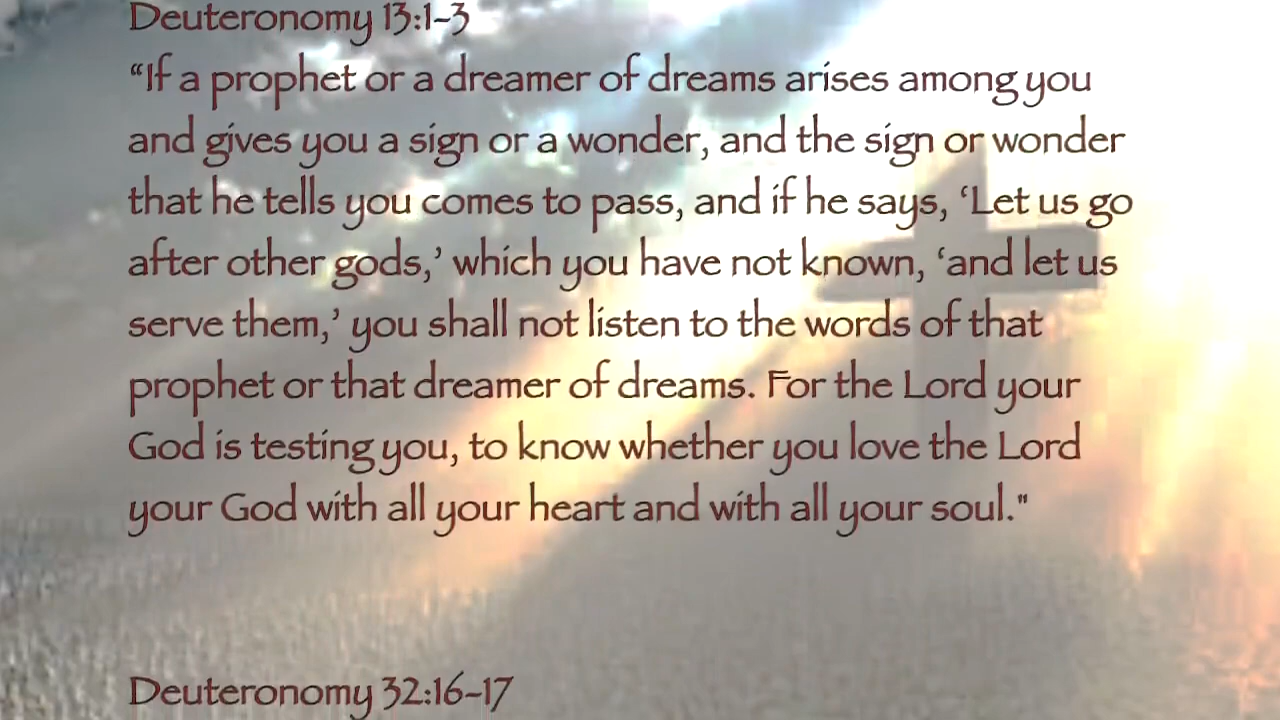 Deuteronomy 13:1-3
“If a prophet or a dreamer of dreams arises among you
and gives you a sign or a wonder, and the sign or wonder
that he tells you comes to pass, and if he says, ‘Let us go
after other gods,’ which you have not known, ‘and let us
serve them,’ you shall not listen to the words of that
prophet or that dreamer of dreams. For the Lord your
God is testing you, to know whether you love the Lord
your God with all your heart and with all your soul."
Deuteronomy 32:16-17